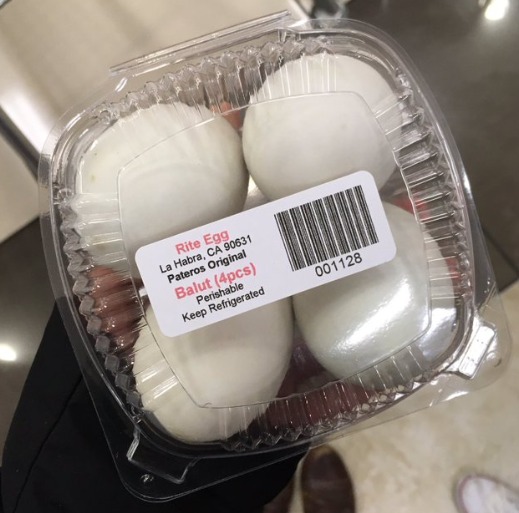 Rite Egg
La Habra, CA 90631
Pateros Original
Balut (4pcs)
Perishable
Keep Refrigerated
001128